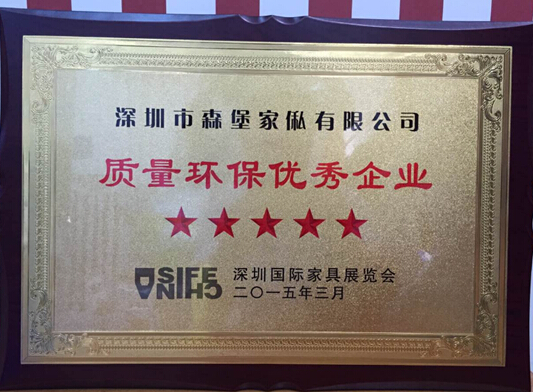 深圳市森堡家俬有限公司
质量环保优秀企业
SIFE
CHINA
深圳国际家具展览会
二〇一五年三月